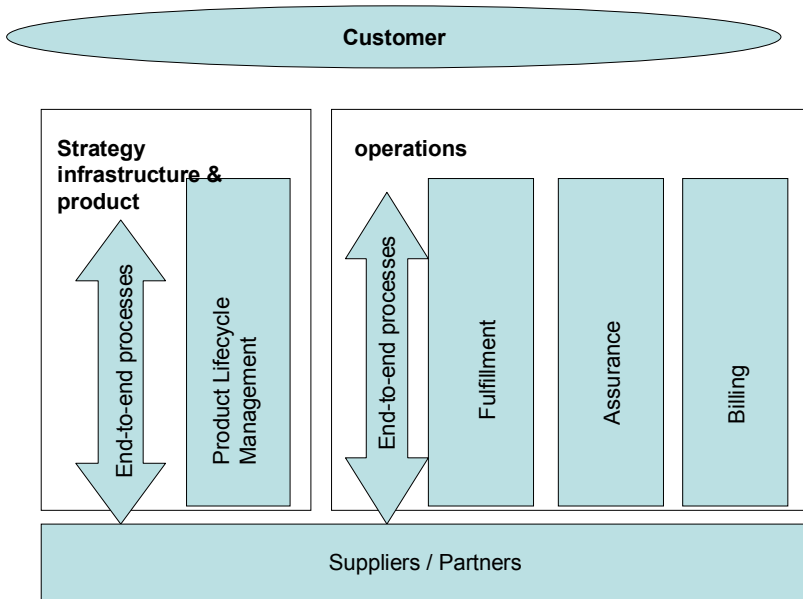 Customer
Strategy
infrastructure &
product
operations
End-to-end processes
Product Lifecycle
Management
End-to-end processes
Fulfillment
Assurance
Billing
Suppliers / Partners